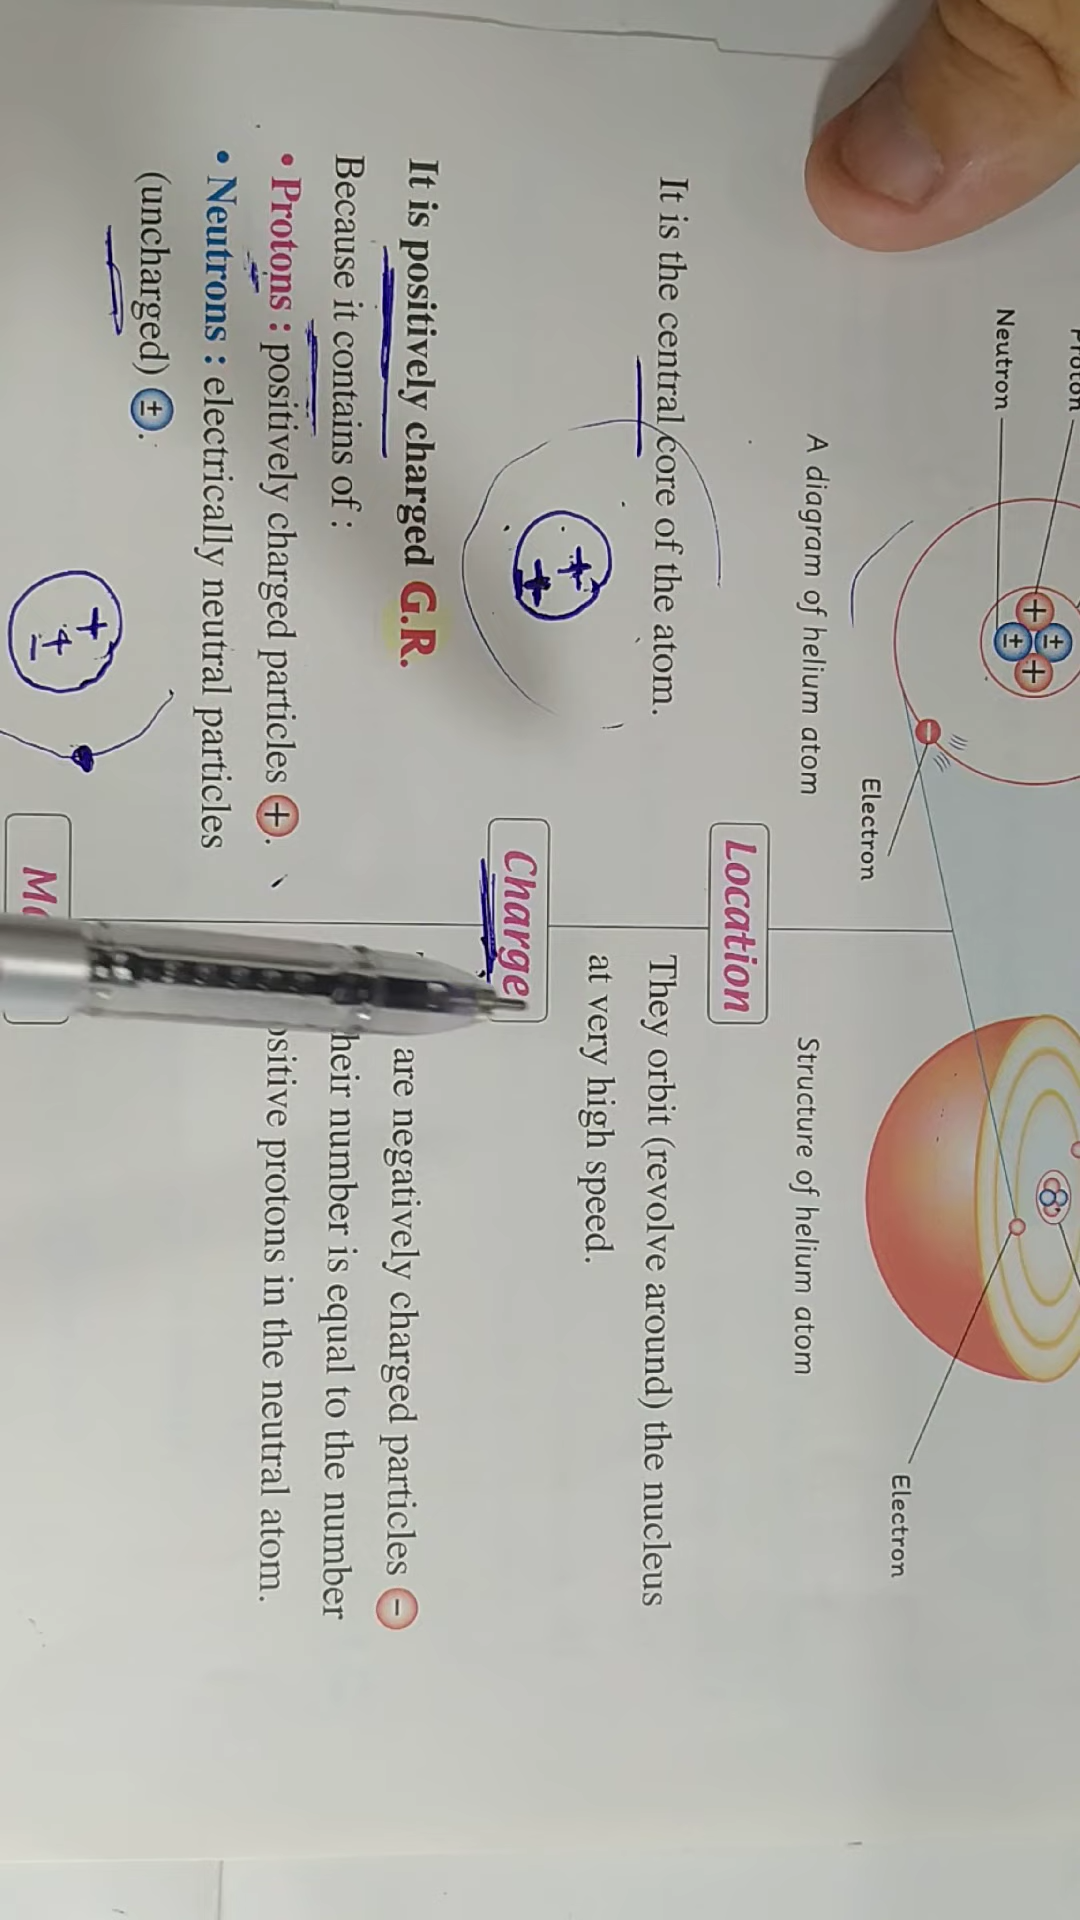 Proton
Neutron
Electron
A diagram of helium atom
Structure of helium atom
Electron
Location
It is the central core of the atom.
They orbit (revolve around) the nucleus
at very high speed.
Charge
It is positively charged G.R.
Because it contains of :
• Protons : positively charged particles +.
• Neutrons : electrically neutral particles
(uncharged) ±.
are negatively charged particles −
heir number is equal to the number
ositive protons in the neutral atom.